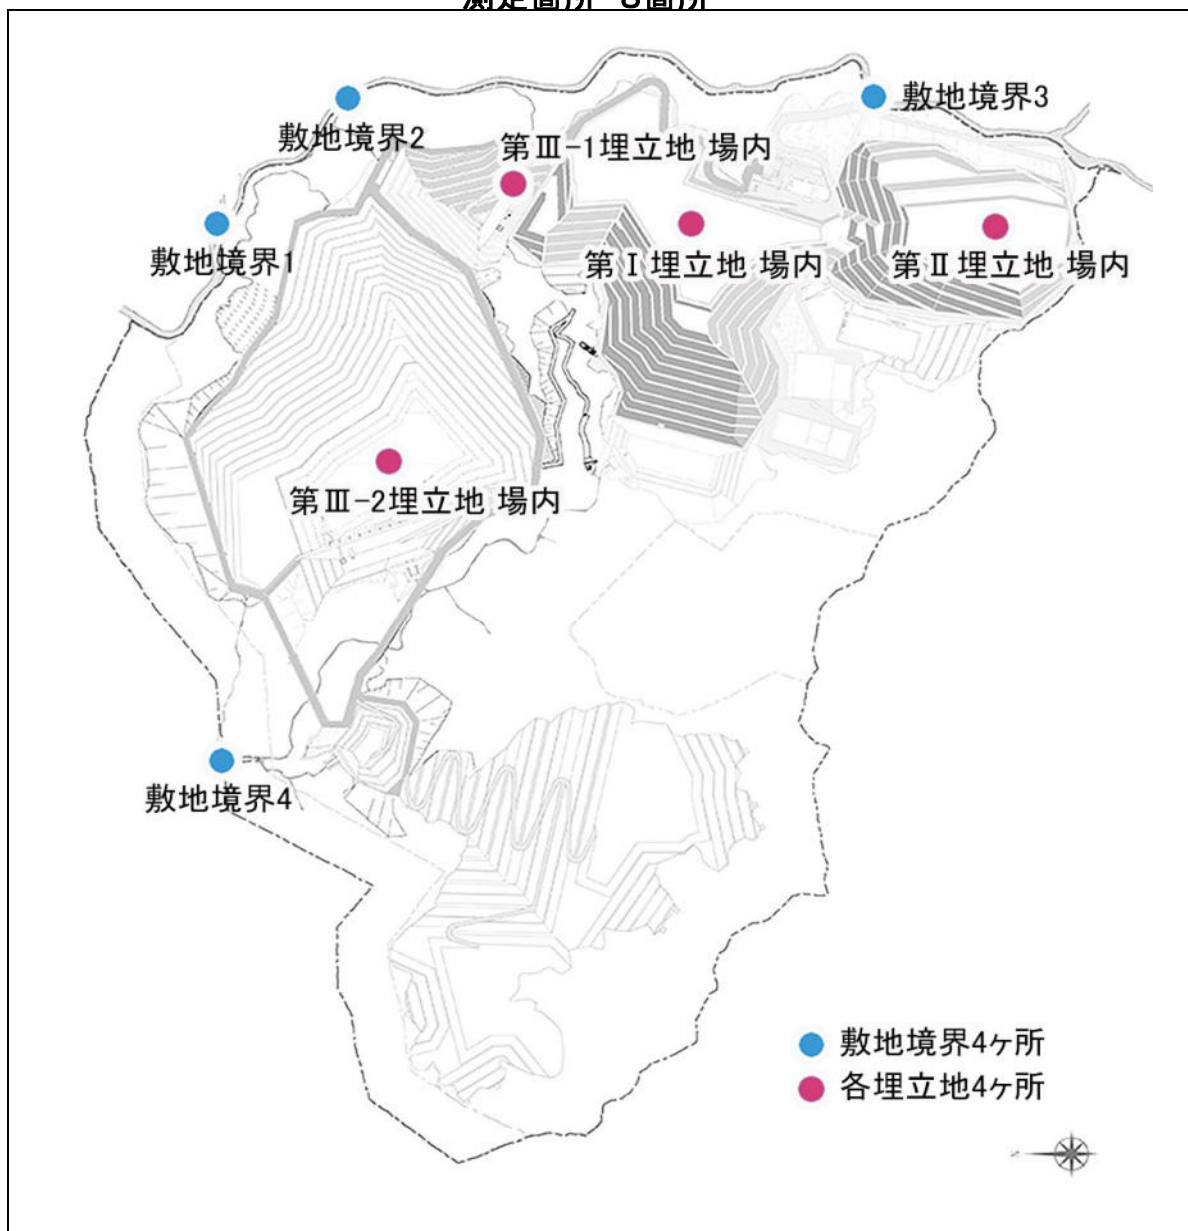 敷地境界3
敷地境界2
第Ⅲ-1埋立地 場内
敷地境界1
第Ⅰ埋立地 場内
第Ⅱ埋立地 場内
第Ⅲ-2埋立地 場内
敷地境界4
敷地境界4ヶ所
各埋立地4ヶ所